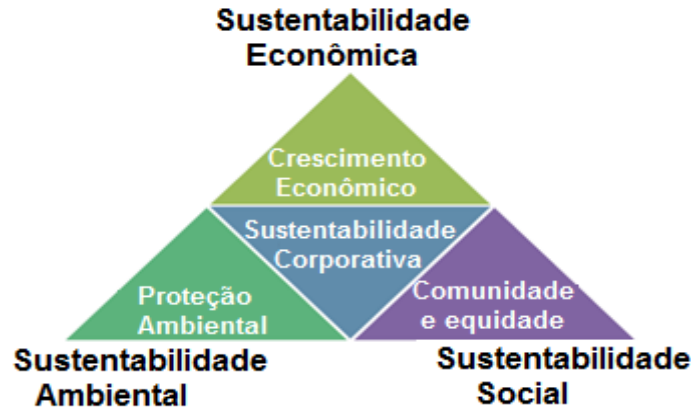 Sustentabilidade
Econômica
Crescimento
Econômico
Sustentabilidade
Corporativa
Proteção
Ambiental
Comunidade
e equidade
Sustentabilidade
Ambiental
Sustentabilidade
Social